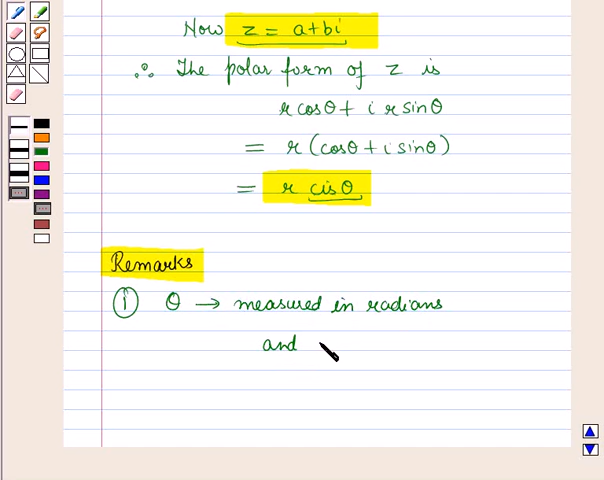 Now z = a+bi
∴ The polar form of z is
r cosθ + i r sinθ
= r (cosθ + i sinθ)
= r cisθ
Remarks
① θ → measured in radians
and